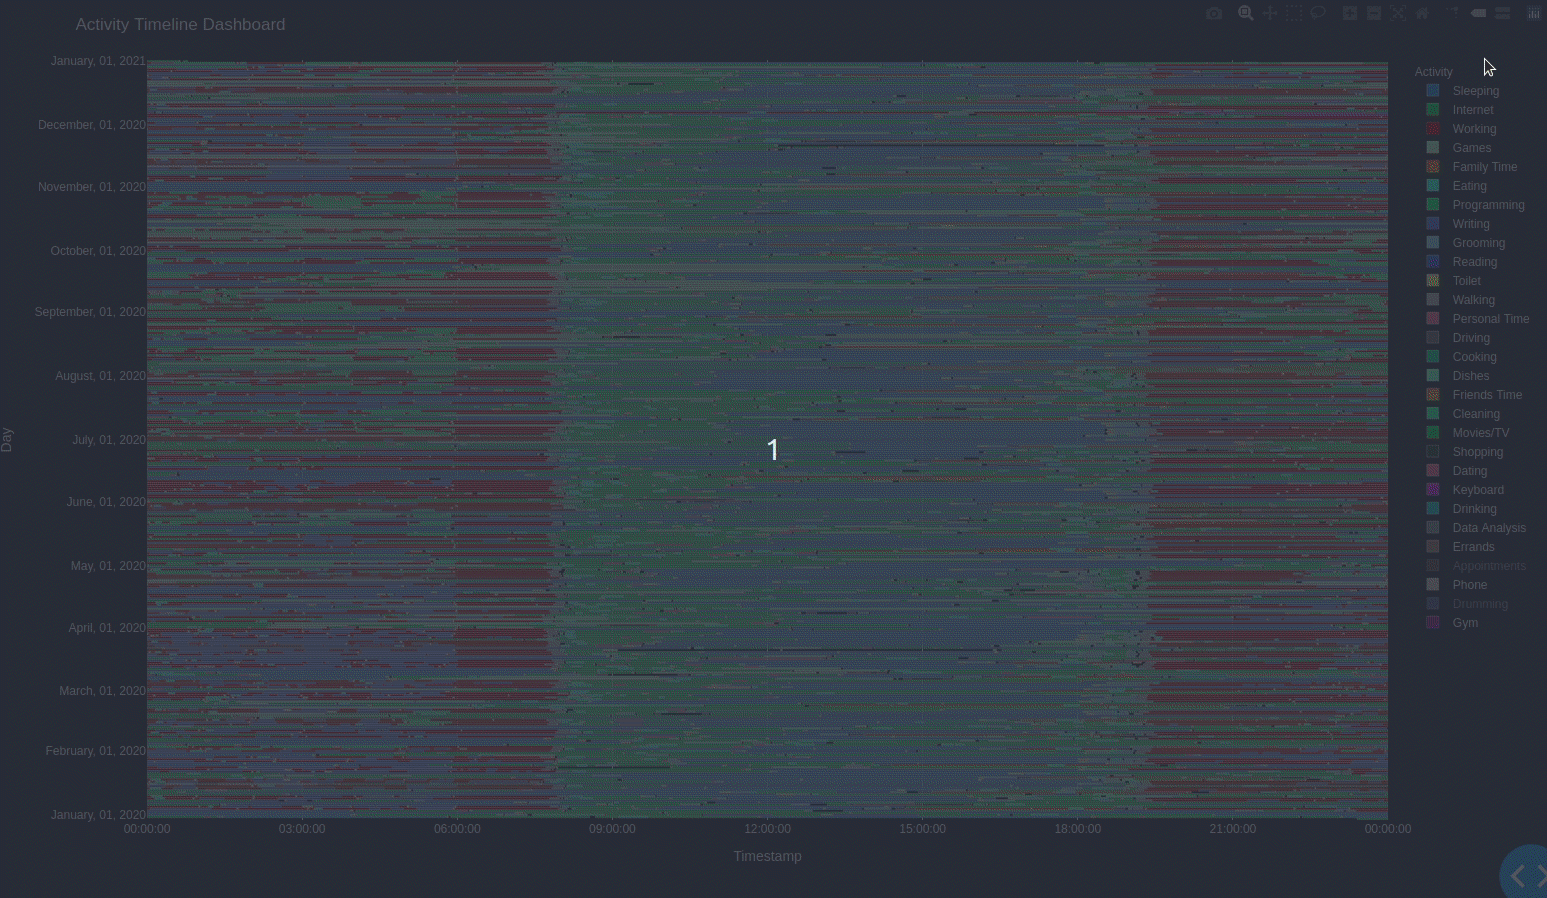 Activity Timeline Dashboard
January, 01, 2021
December, 01, 2020
November, 01, 2020
October, 01, 2020
September, 01, 2020
August, 01, 2020
July, 01, 2020
June, 01, 2020
May, 01, 2020
April, 01, 2020
March, 01, 2020
February, 01, 2020
January, 01, 2020
Day
1
00:00:00 03:00:00 06:00:00 09:00:00 12:00:00 15:00:00 18:00:00 21:00:00 00:00:00
Timestamp
Activity
Sleeping
Internet
Working
Games
Family Time
Eating
Programming
Writing
Grooming
Reading
Toilet
Walking
Personal Time
Driving
Cooking
Dishes
Friends Time
Cleaning
Movies/TV
Shopping
Dating
Keyboard
Drinking
Data Analysis
Errands
Appointments
Phone
Drumming
Gym